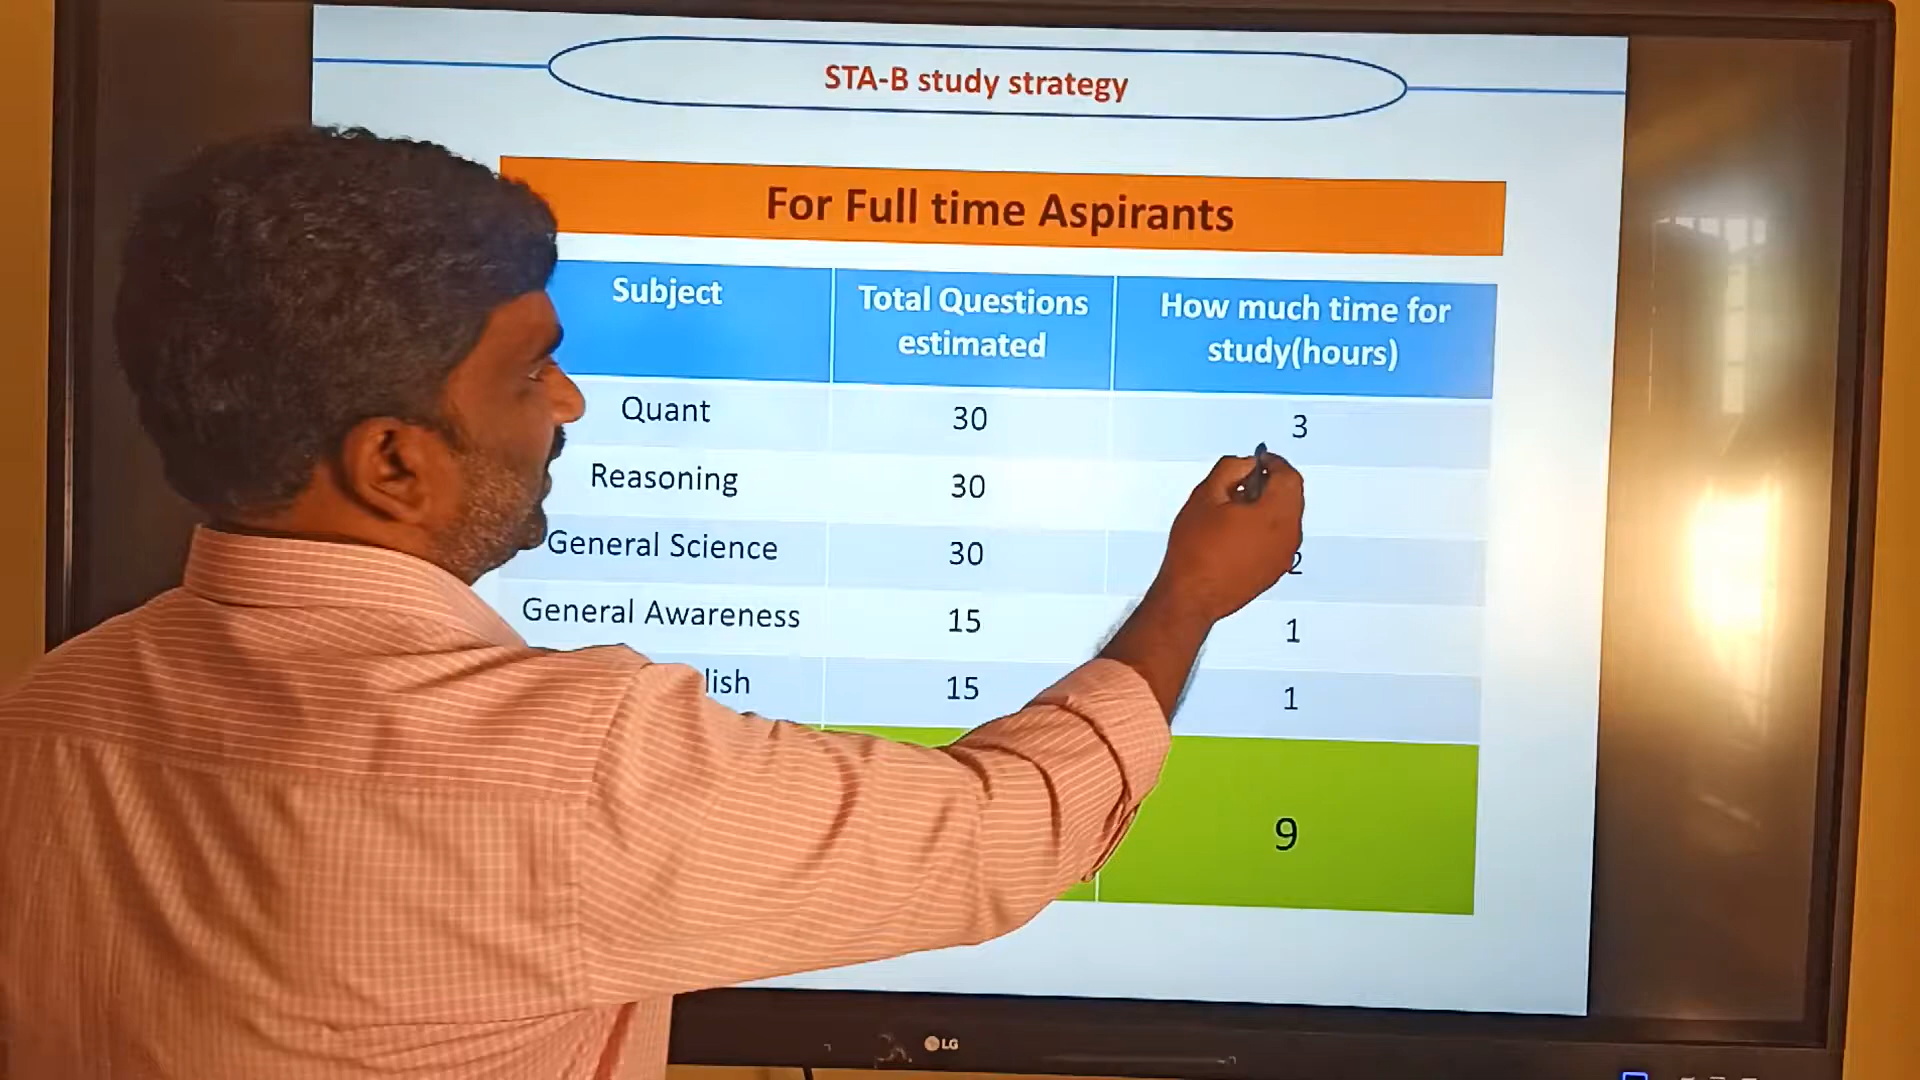 STA-B study strategy
For Full time Aspirants
Subject
Total Questions
estimated
How much time for
study(hours)
Quant 30 3
Reasoning 30
General Science 30 2
General Awareness 15 1
lish 15 1
9
LG